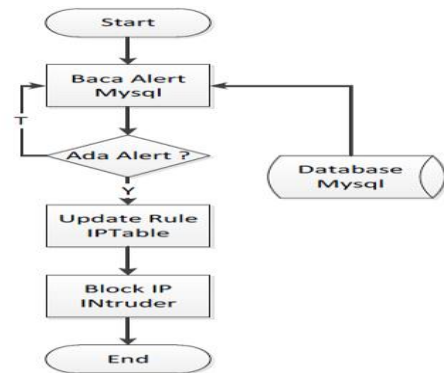 Start
Baca Alert
Mysql
T
Ada Alert ?
Database
Mysql
Y
Update Rule
IPTable
Block IP
INtruder
End